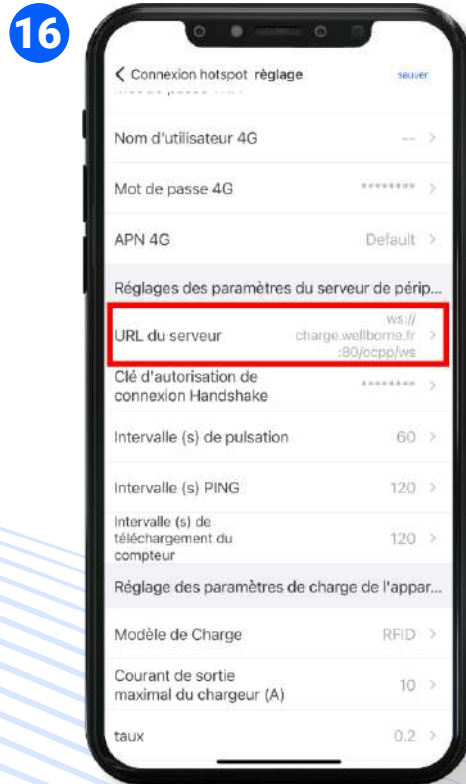 16
Connexion hotspot règlage
sauver
Nom d'utilisateur 4G
-- >
Mot de passe 4G
******** >
APN 4G
Default >
Réglages des paramètres du serveur de périp...
URL du serveur
ws://
charge.wellborne.fr
:80/ocpp/ws
>
Clé d'autorisation de
connexion Handshake
******** >
Intervalle (s) de pulsation
60 >
Intervalle (s) PING
120 >
Intervalle (s) de
téléchargement du
compteur
120 >
Réglage des paramètres de charge de l'appar...
Modèle de Charge
RFID >
Courant de sortie
maximal du chargeur (A)
10 >
taux
0.2 >